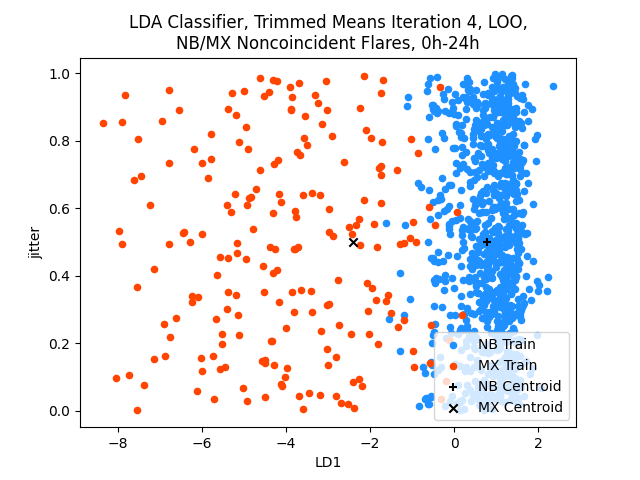 LDA Classifier, Trimmed Means Iteration 4, LOO,
NB/MX Noncoincident Flares, 0h-24h
1.0
0.8
0.6
0.4
0.2
0.0
jitter
−8
−6
−4
−2
0
2
LD1
NB Train
MX Train
NB Centroid
MX Centroid